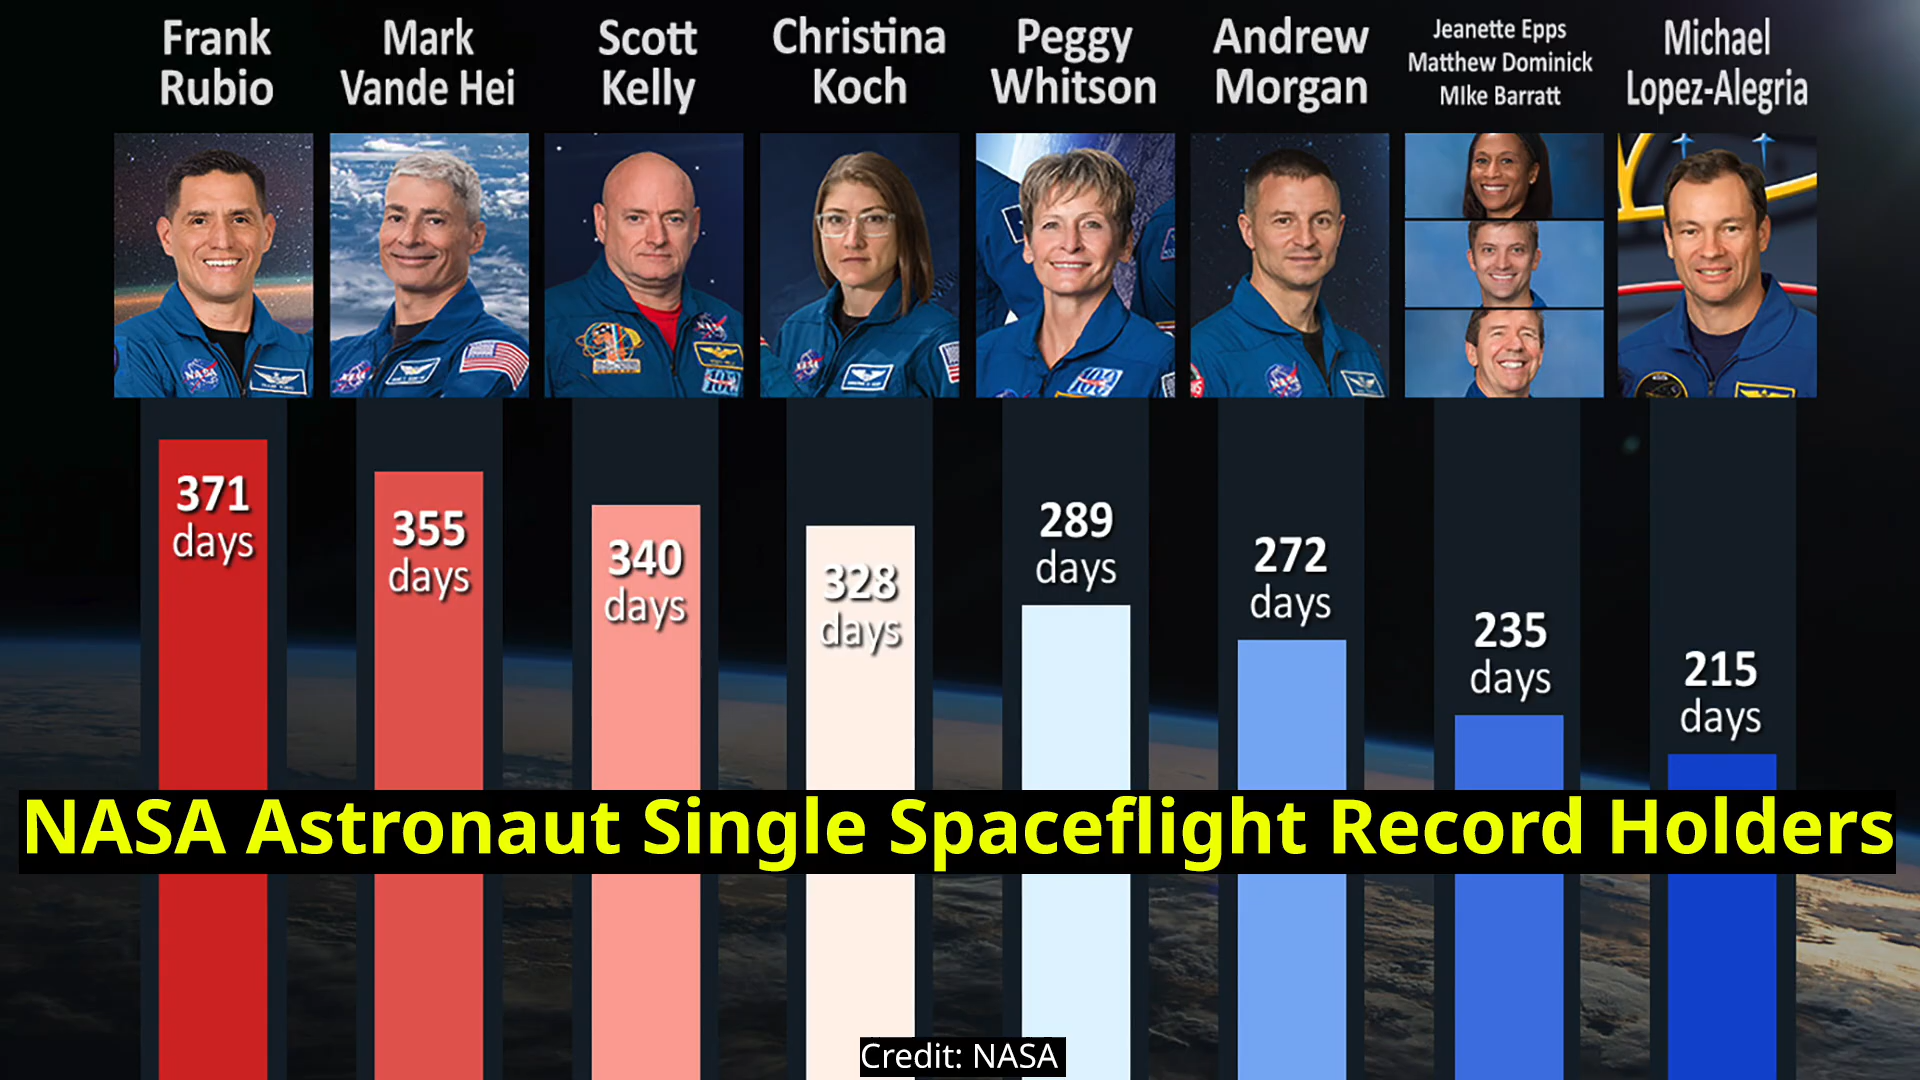 Frank
Rubio
Mark
Vande Hei
Scott
Kelly
Christina
Koch
Peggy
Whitson
Andrew
Morgan
Jeanette Epps
Matthew Dominick
MIke Barratt
Michael
Lopez-Alegria
371
days
355
days
340
days
328
days
289
days
272
days
235
days
215
days
NASA Astronaut Single Spaceflight Record Holders
Credit: NASA